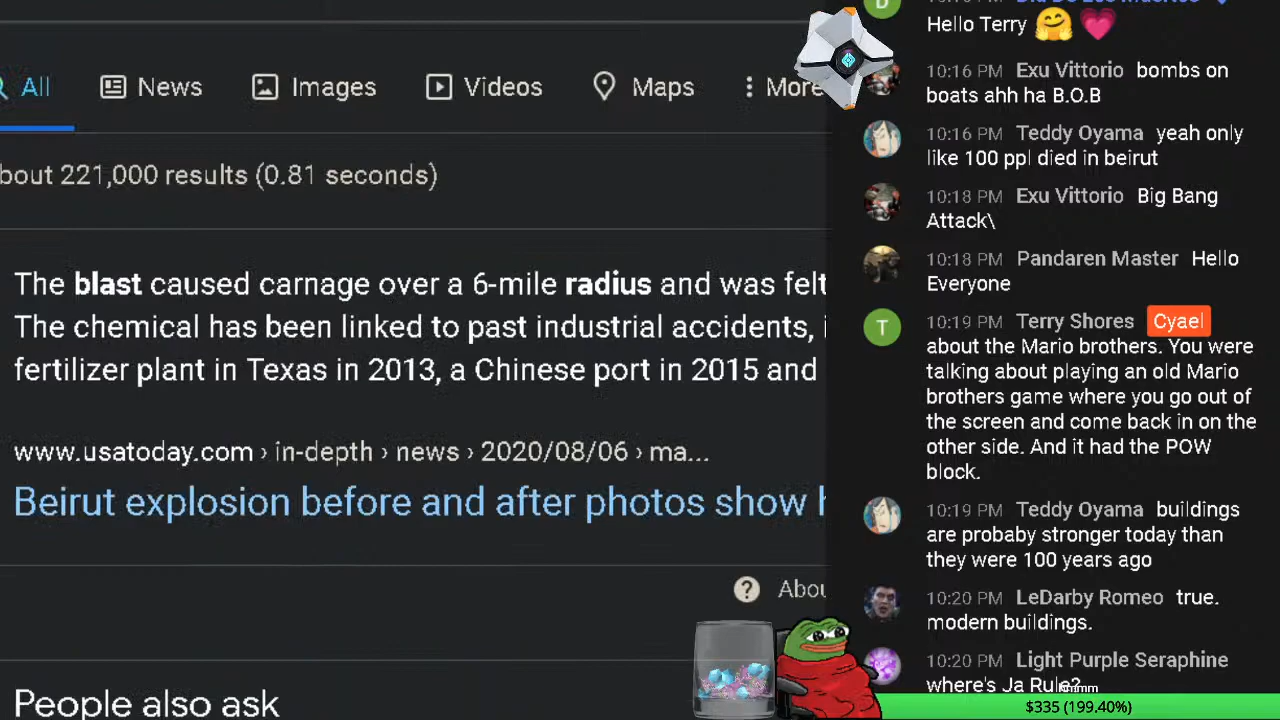 All
News
Images
Videos
Maps
More
bout 221,000 results (0.81 seconds)
The blast caused carnage over a 6-mile radius and was felt
The chemical has been linked to past industrial accidents, i
fertilizer plant in Texas in 2013, a Chinese port in 2015 and
www.usatoday.com › in-depth › news › 2020/08/06 › ma...
Beirut explosion before and after photos show h
Abou
People also ask
Hello Terry 🤗 💗
10:16 PM Exu Vittorio bombs on
boats ahh ha B.O.B
10:16 PM Teddy Oyama yeah only
like 100 ppl died in beirut
10:18 PM Exu Vittorio Big Bang
Attack\
10:18 PM Pandaren Master Hello
Everyone
T
10:19 PM Terry Shores Cyael
about the Mario brothers. You were
talking about playing an old Mario
brothers game where you go out of
the screen and come back in on the
other side. And it had the POW
block.
10:19 PM Teddy Oyama buildings
are probaby stronger today than
they were 100 years ago
10:20 PM LeDarby Romeo true.
modern buildings.
10:20 PM Light Purple Seraphine
where's Ja Rule?
$335 (199.40%)